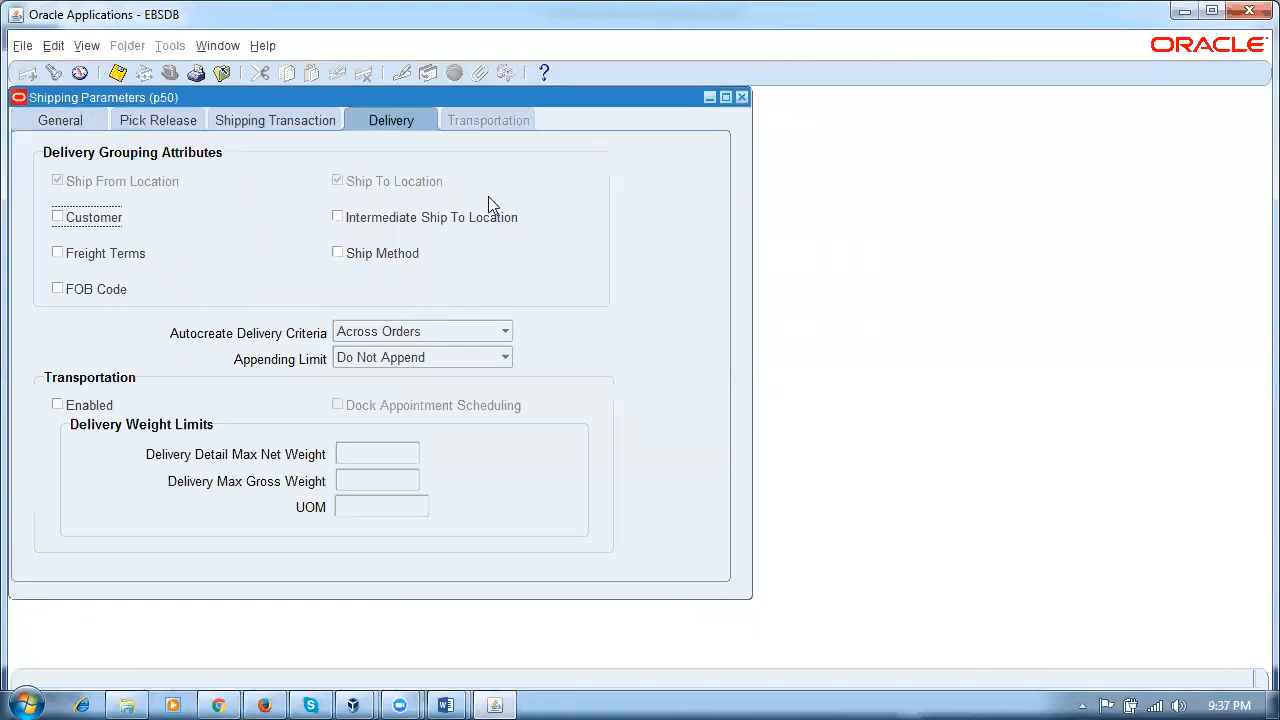 Oracle Applications - EBSDB
File Edit View Folder Tools Window Help
ORACLE
Shipping Parameters (p50)
General Pick Release Shipping Transaction Delivery Transportation
Delivery Grouping Attributes
Ship From Location Ship To Location
Customer Intermediate Ship To Location
Freight Terms Ship Method
FOB Code
Autocreate Delivery Criteria Across Orders
Appending Limit Do Not Append
Transportation
Enabled Dock Appointment Scheduling
Delivery Weight Limits
Delivery Detail Max Net Weight
Delivery Max Gross Weight
UOM
9:37 PM